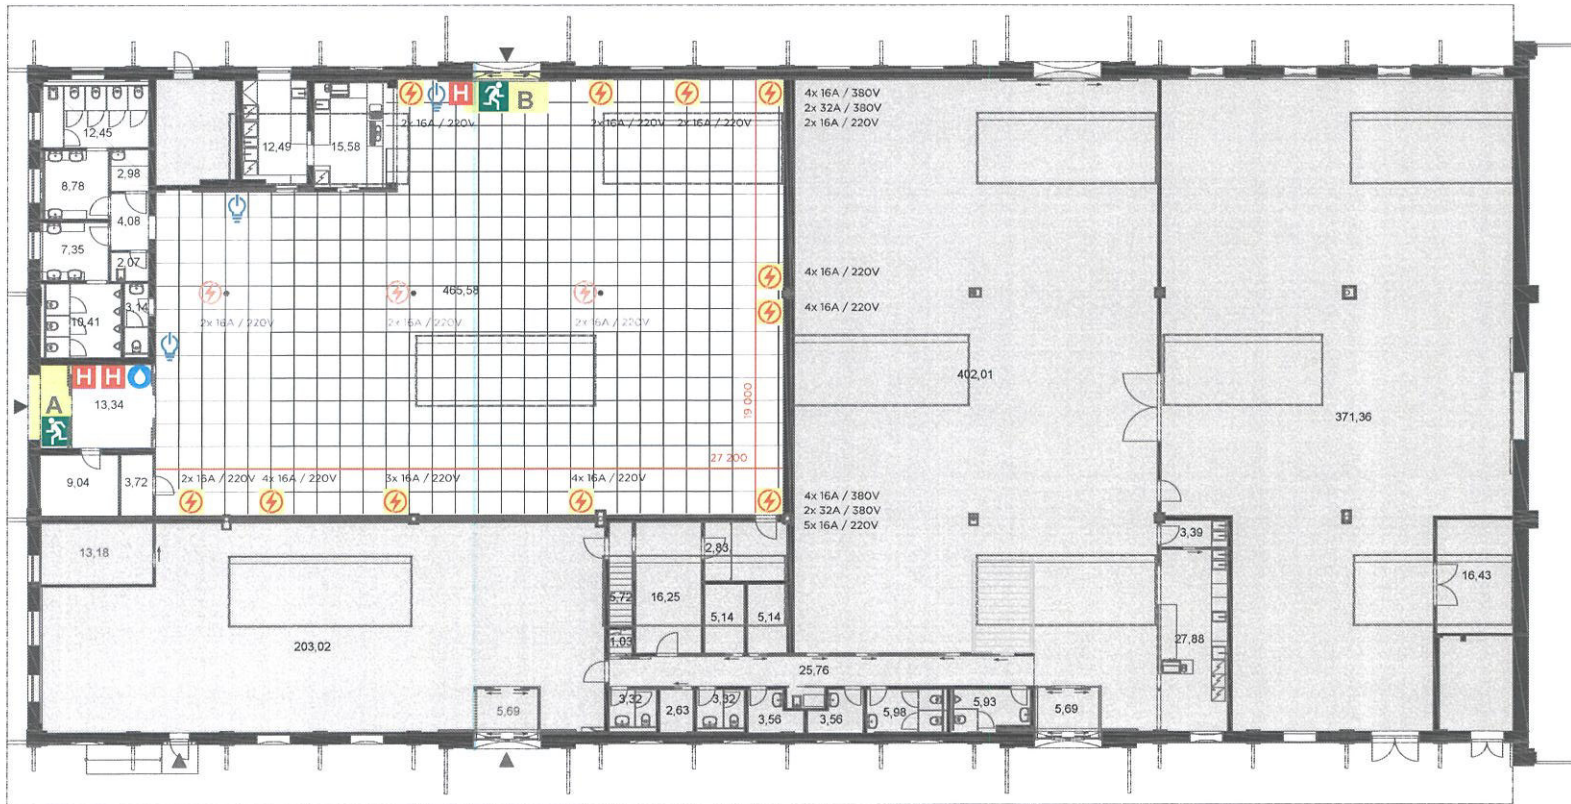 H
B
4x 16A / 380V
2x 32A / 380V
2x 16A / 220V
2x 16A / 220V
2x 16A / 220V
2x 16A / 220V
12,45
12,49
15,58
8,78
2,98
4,08
7,35
2,07
4x 16A / 220V
465,58
3,14
10,41
2x 16A / 220V
2x 16A / 220V
2x 16A / 220V
4x 16A / 220V
H
H
A
13,34
402,01
19 000
371,36
27 200
9,04
3,72
2x 16A / 220V
4x 16A / 220V
3x 16A / 220V
4x 16A / 220V
4x 16A / 380V
2x 32A / 380V
5x 16A / 220V
3,39
13,18
2,83
16,43
5,72
16,25
5,14
5,14
1,03
203,02
27,88
25,76
3,32
2,63
3,32
3,56
3,56
5,98
5,93
5,69
5,69